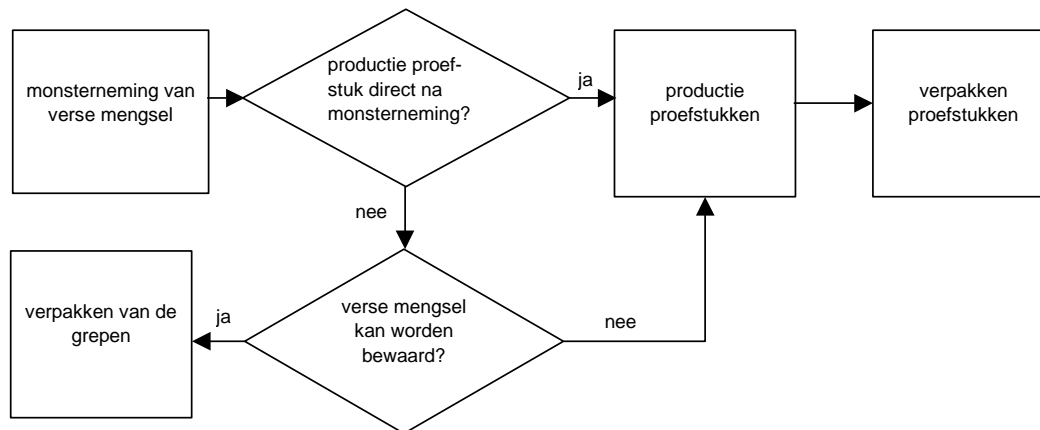 monsterneming van
verse mengsel
productie proef-
stuk direct na
monsterneming?
ja
productie
proefstukken
verpakken
proefstukken
nee
verpakken van de
grepen
ja
verse mengsel
kan worden
bewaard?
nee